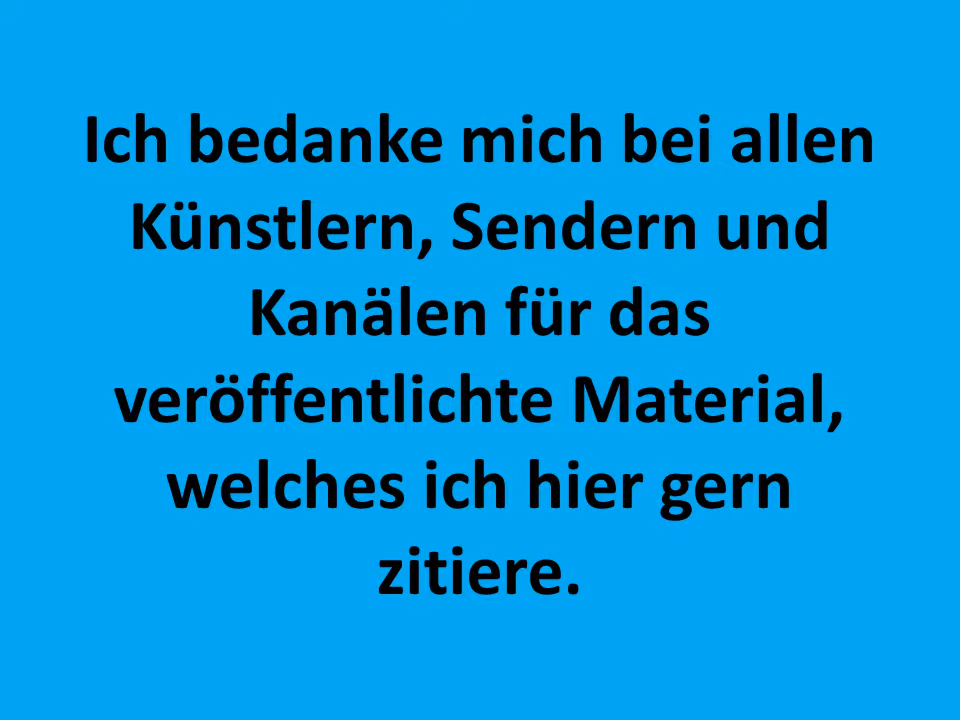 Ich bedanke mich bei allen
Künstlern, Sendern und
Kanälen für das
veröffentlichte Material,
welches ich hier gern
zitiere.